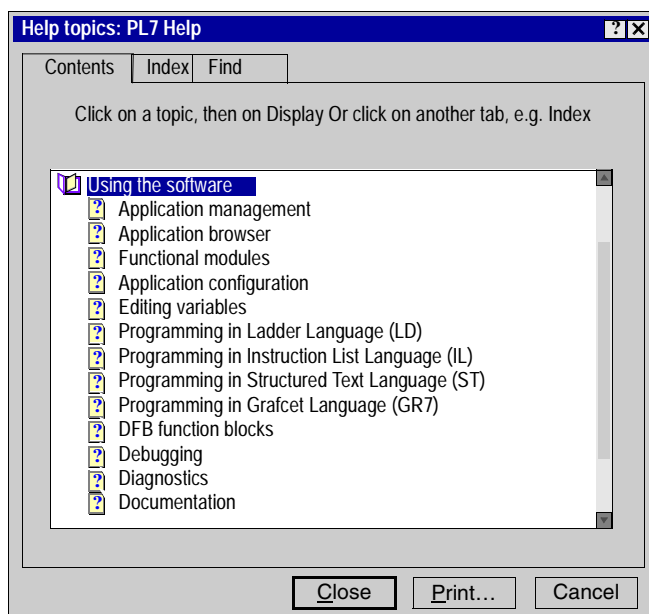 Help topics: PL7 Help
? X
Contents Index Find
Click on a topic, then on Display Or click on another tab, e.g. Index
Using the software
? Application management
? Application browser
? Functional modules
? Application configuration
? Editing variables
? Programming in Ladder Language (LD)
? Programming in Instruction List Language (IL)
? Programming in Structured Text Language (ST)
? Programming in Grafcet Language (GR7)
? DFB function blocks
? Debugging
? Diagnostics
? Documentation
Close Print... Cancel